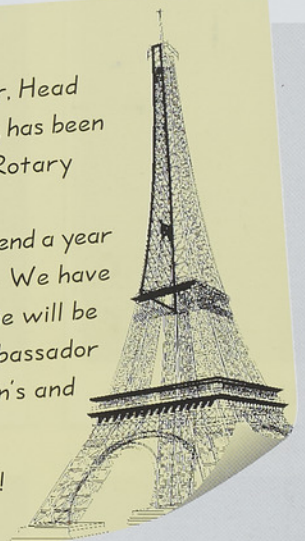 r, Head
has been
Rotary
end a year
We have
e will be
bassador
n's and
!